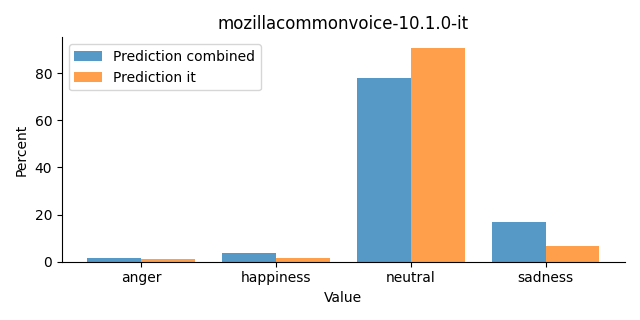 mozillacommonvoice-10.1.0-it
Prediction combined
Prediction it
Percent
80
60
40
20
0
anger happiness neutral sadness
Value